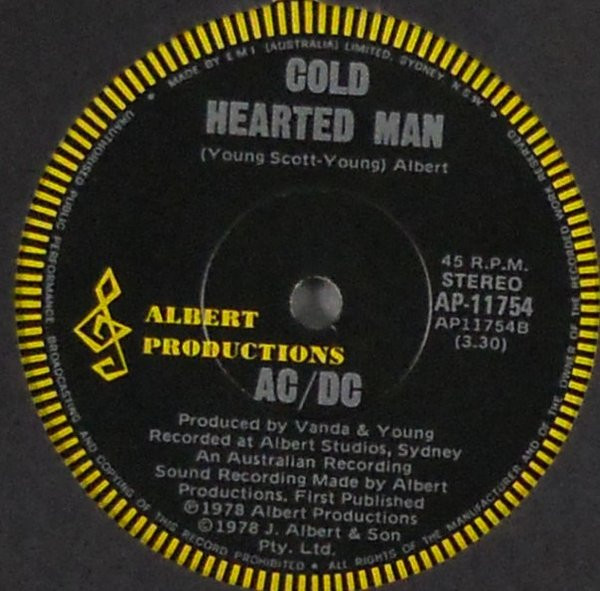 MADE BY E.M.I. (AUSTRALIA) LIMITED, SYDNEY, N.S.W. •
COLD
HEARTED MAN
(Young Scott-Young) Albert
45 R.P.M.
STEREO
AP-11754
AP11754B
(3.30)
ALBERT
PRODUCTIONS
AC/DC
Produced by Vanda & Young
Recorded at Albert Studios, Sydney
An Australian Recording
Sound Recording Made by Albert
Productions. First Published
℗1978 Albert Productions
©1978 J. Albert & Son
Pty. Ltd.
UNAUTHORISED PUBLIC PERFORMANCE BROADCASTING AND COPYING OF THIS RECORD PROHIBITED • ALL RIGHTS OF THE MANUFACTURER AND OF THE OWNER OF THE RECORDED WORK RESERVED